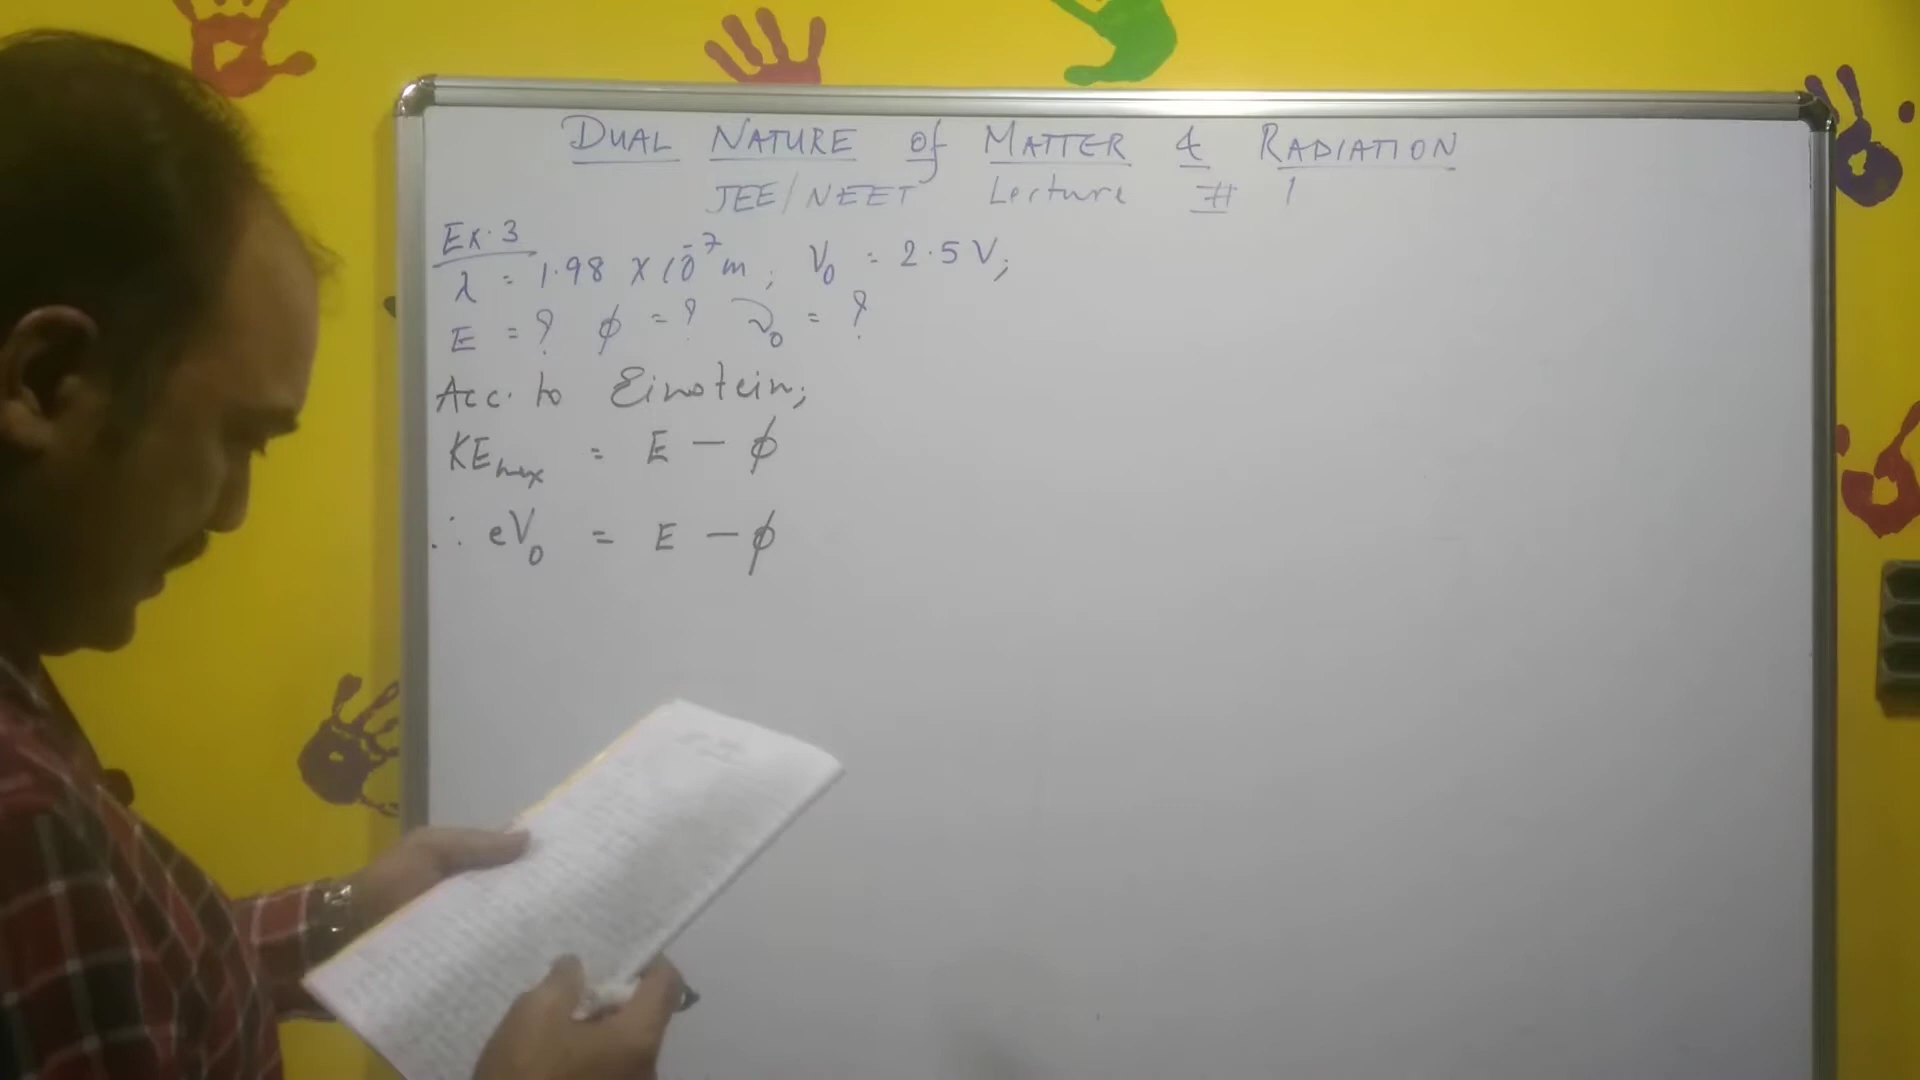 DUAL NATURE of MATTER & RADIATION
JEE/NEET Lecture # 1
Ex. 3
λ = 1.98 × 10⁻⁷ m ; V₀ = 2.5 V;
E = ? φ = ? ν₀ = ?
Acc. to Einstein;
KEmax = E − φ
∴ eV₀ = E − φ